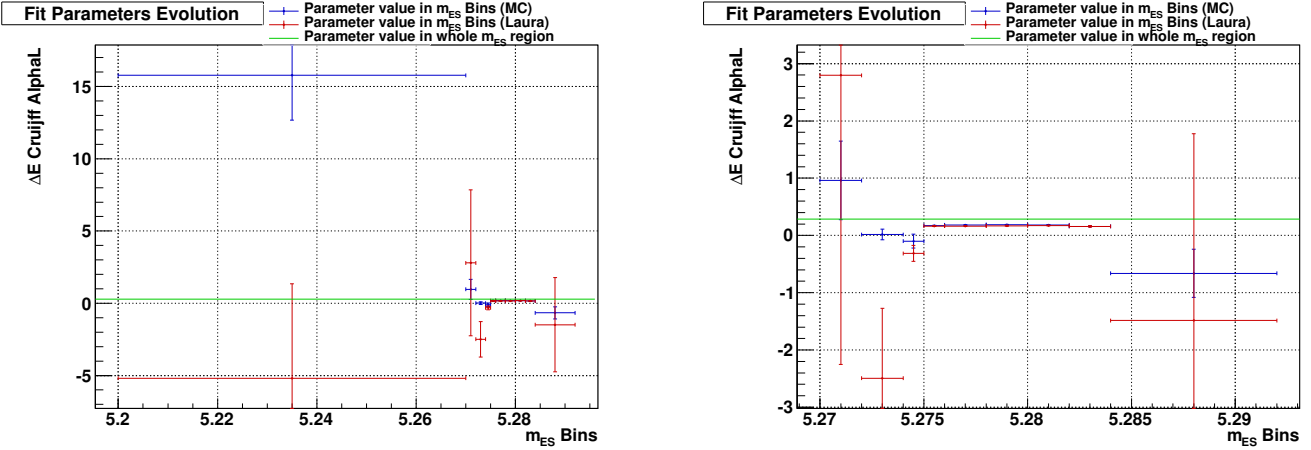 Fit Parameters Evolution
Parameter value in mES Bins (MC)
Parameter value in mES Bins (Laura)
Parameter value in whole mES region
ΔE Cruijff AlphaL
15
10
5
0
-5
5.2 5.22 5.24 5.26 5.28
mES Bins
Fit Parameters Evolution
Parameter value in mES Bins (MC)
Parameter value in mES Bins (Laura)
Parameter value in whole mES region
ΔE Cruijff AlphaL
3
2
1
0
-1
-2
-3
5.27 5.275 5.28 5.285 5.29
mES Bins